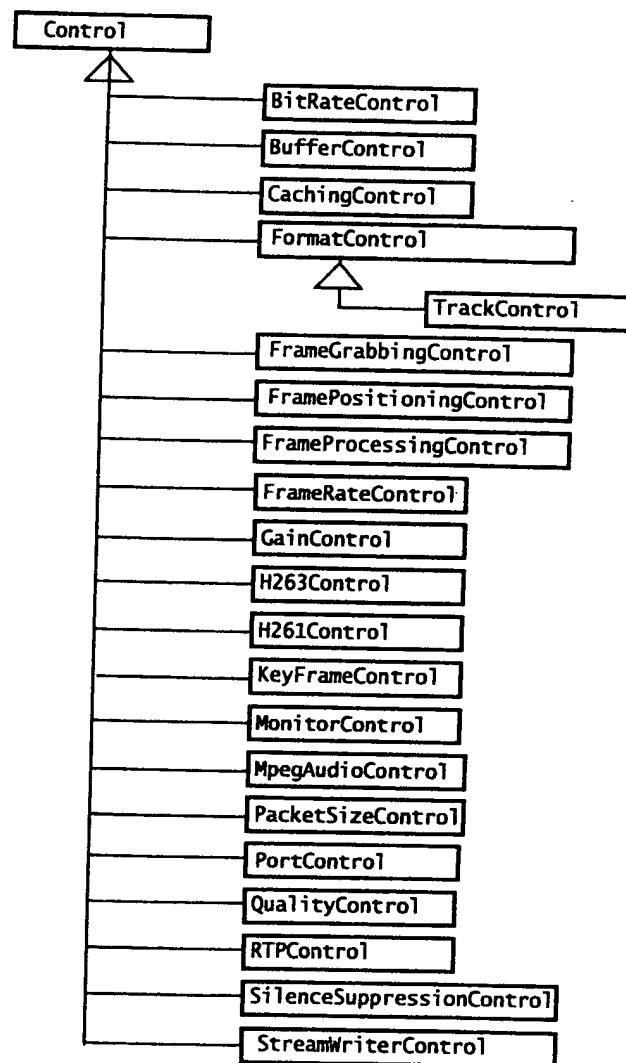 Control
BitRateControl
BufferControl
CachingControl
FormatControl
TrackControl
FrameGrabbingControl
FramePositioningControl
FrameProcessingControl
FrameRateControl
GainControl
H263Control
H261Control
KeyFrameControl
MonitorControl
MpegAudioControl
PacketSizeControl
PortControl
QualityControl
RTPControl
SilenceSuppressionControl
StreamWriterControl